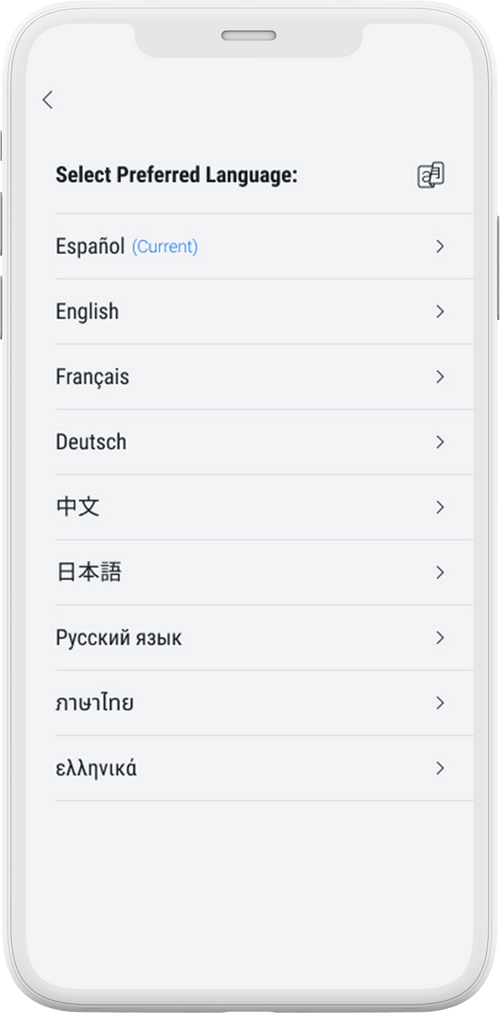 Select Preferred Language:
Español (Current)
English
Français
Deutsch
中文
日本語
Русский язык
ภาษาไทย
ελληνικά